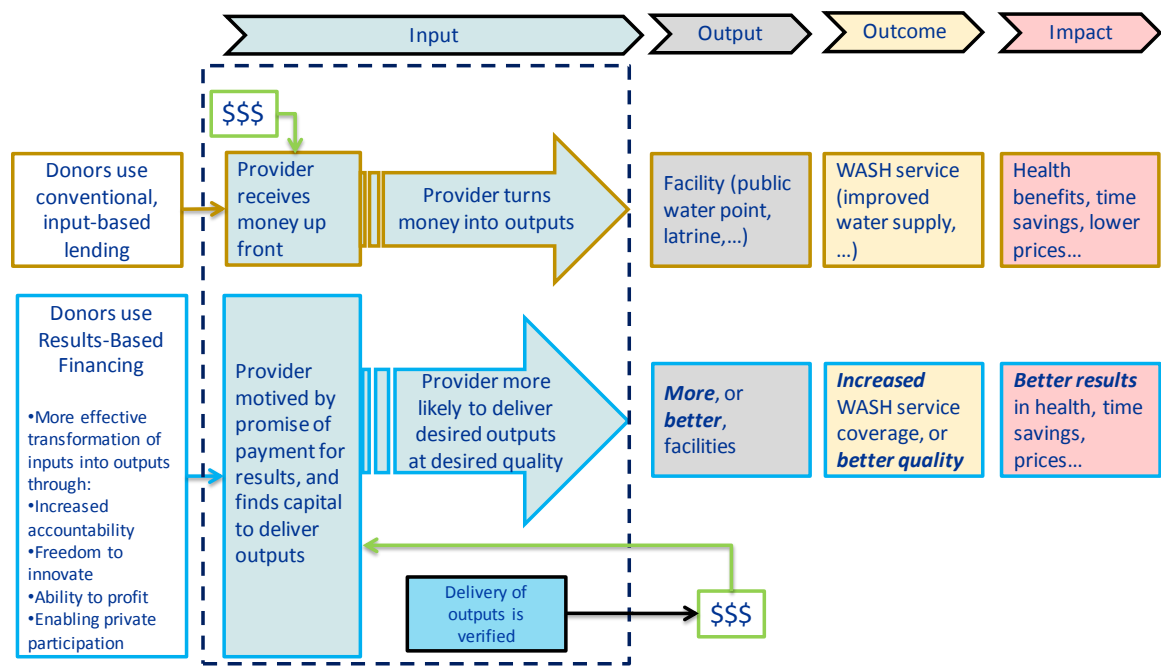 Input
Output
Outcome
Impact
$$$
Donors use
conventional,
input-based
lending
Provider
receives
money up
front
Provider turns
money into outputs
Facility (public
water point,
latrine,…)
WASH service
(improved
water supply,
…)
Health
benefits, time
savings, lower
prices…
Donors use
Results-Based
Financing
•More effective
transformation of
inputs into outputs
through:
•Increased
accountability
•Freedom to
innovate
•Ability to profit
•Enabling private
participation
Provider
motived by
promise of
payment for
results, and
finds capital
to deliver
outputs
Provider more
likely to deliver
desired outputs
at desired quality
More, or
better,
facilities
Increased
WASH service
coverage, or
better quality
Better results
in health, time
savings,
prices…
Delivery of
outputs is
verified
$$$